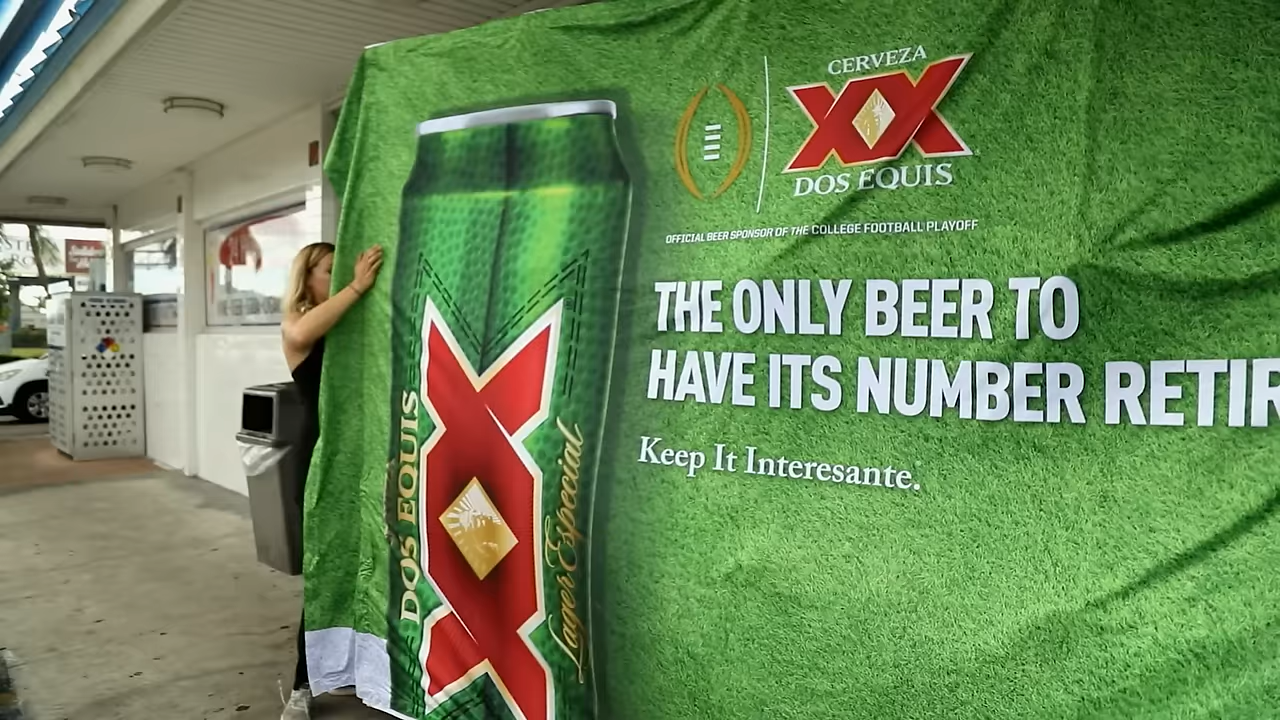 CERVEZA
XX
DOS EQUIS
OFFICIAL BEER SPONSOR OF THE COLLEGE FOOTBALL PLAYOFF
THE ONLY BEER TO
HAVE ITS NUMBER RETIR
Keep It Interesante.
DOS EQUIS
XX
Lager Especial